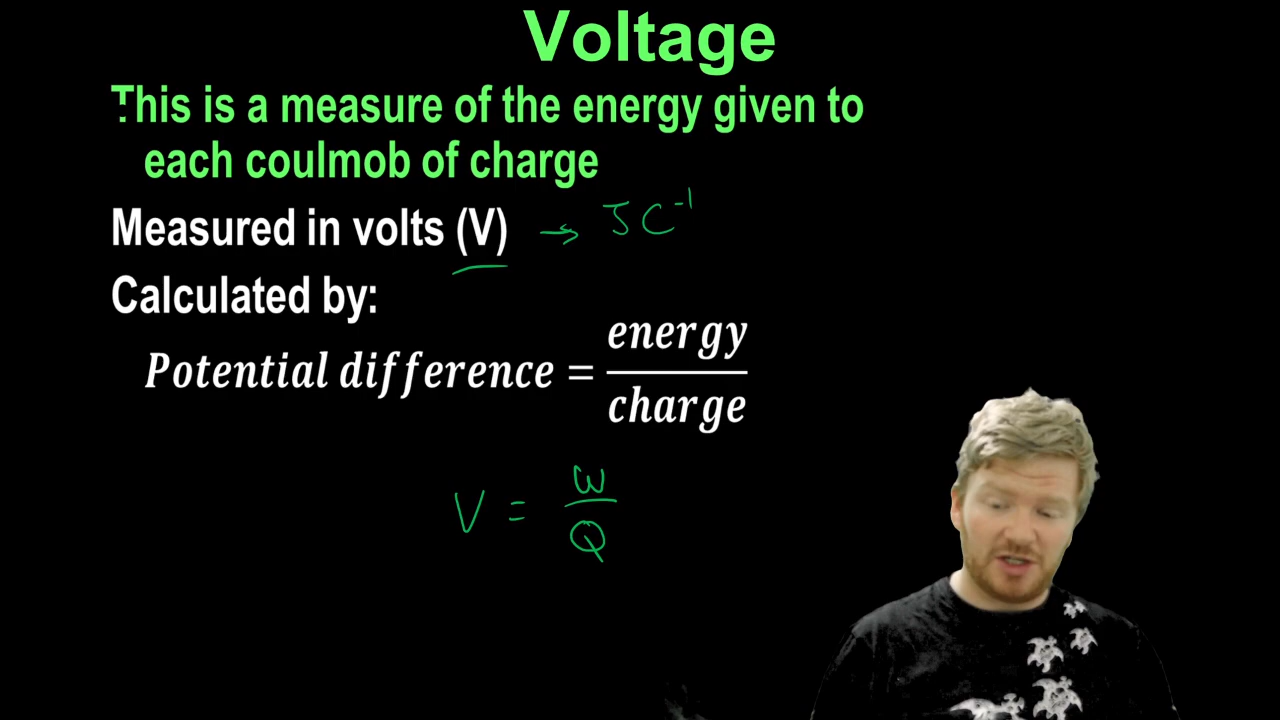 Voltage
This is a measure of the energy given to
each coulmob of charge
Measured in volts (V) → J C⁻¹
Calculated by:
Potential difference = energy/charge
V = W/Q